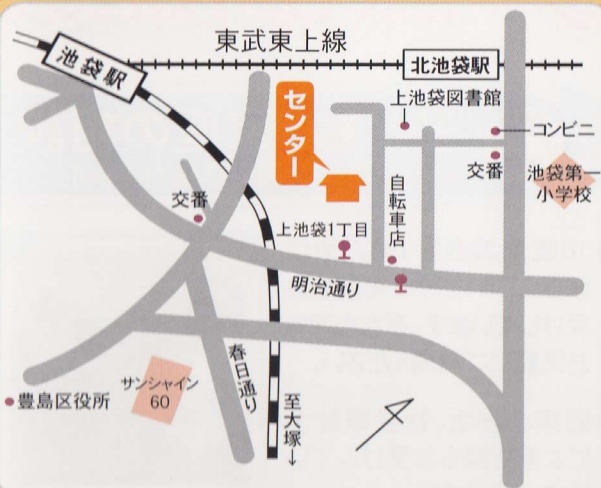 東武東上線
池袋駅
北池袋駅
センター
上池袋図書館
コンビニ
交番
池袋第一
小学校
自転車店
交番
上池袋1丁目
明治通り
春日通り
サンシャイン
60
豊島区役所
至大塚↓